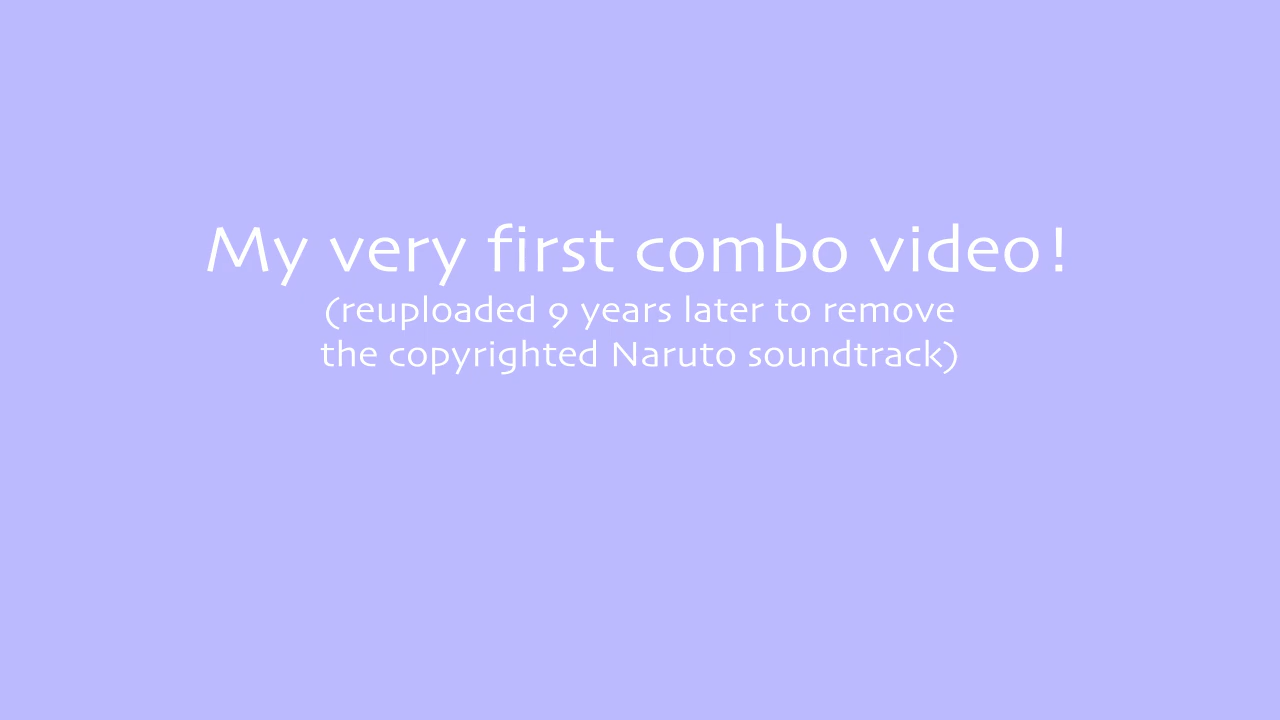 My very first combo video!
(reuploaded 9 years later to remove
the copyrighted Naruto soundtrack)